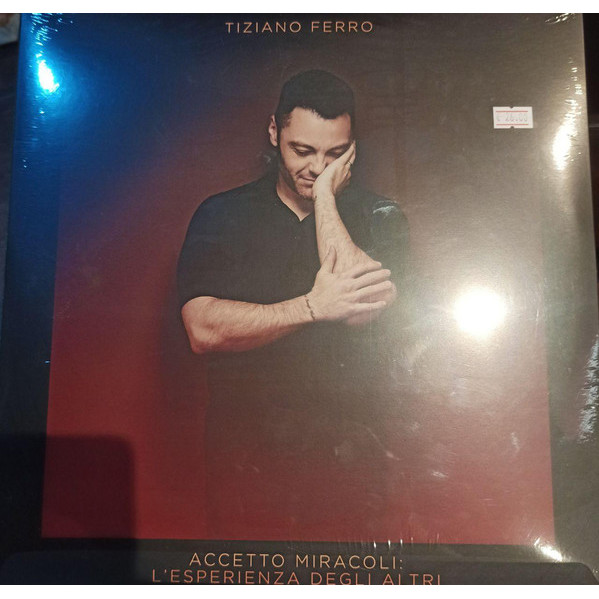 TIZIANO FERRO
ACCETTO MIRACOLI:
L'ESPERIENZA DEGLI ALTRI